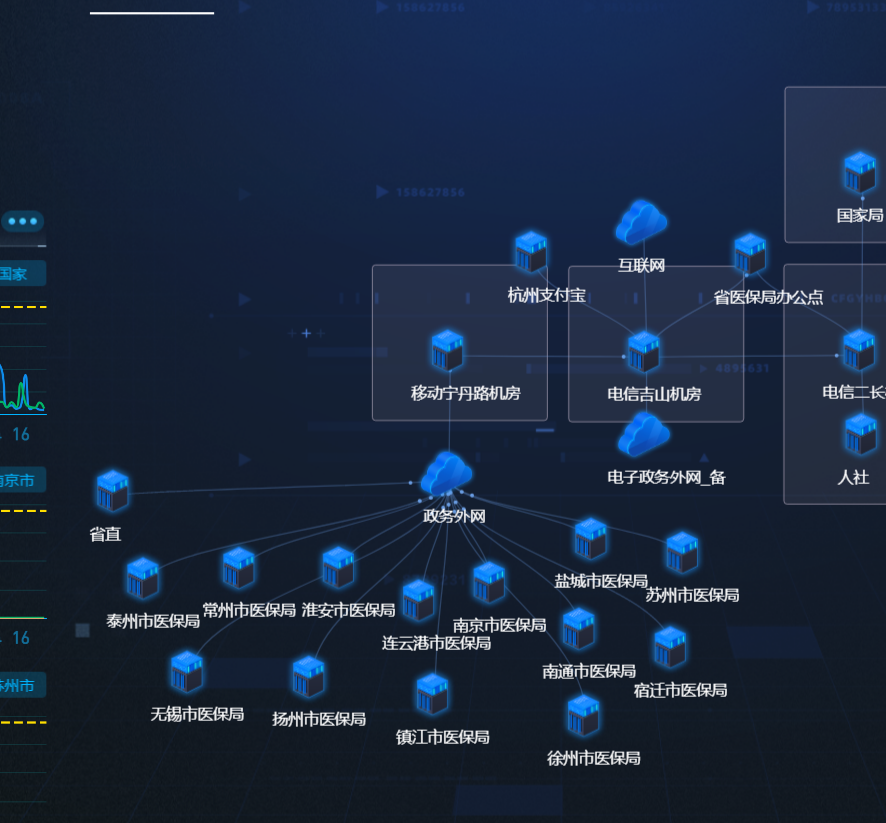 158627856
国家局
国家
互联网
杭州支付宝
省医保局办公点
移动宁丹路机房
电信吉山机房
电信二长
4895631
16
南京市
电子政务外网_备
人社
政务外网
省直
盐城市医保局
苏州市医保局
泰州市医保局
常州市医保局
淮安市医保局
南京市医保局
连云港市医保局
16
南通市医保局
宿迁市医保局
苏州市
无锡市医保局
扬州市医保局
镇江市医保局
徐州市医保局